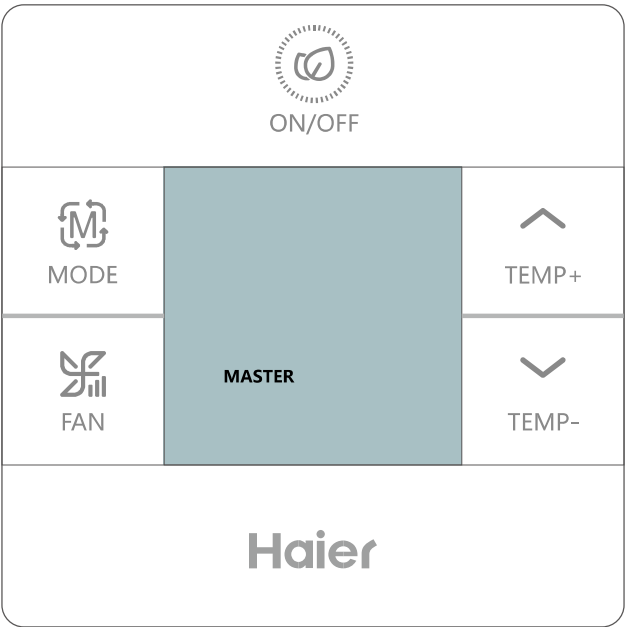 ON/OFF
MODE
TEMP+
MASTER
FAN
TEMP-
Haier